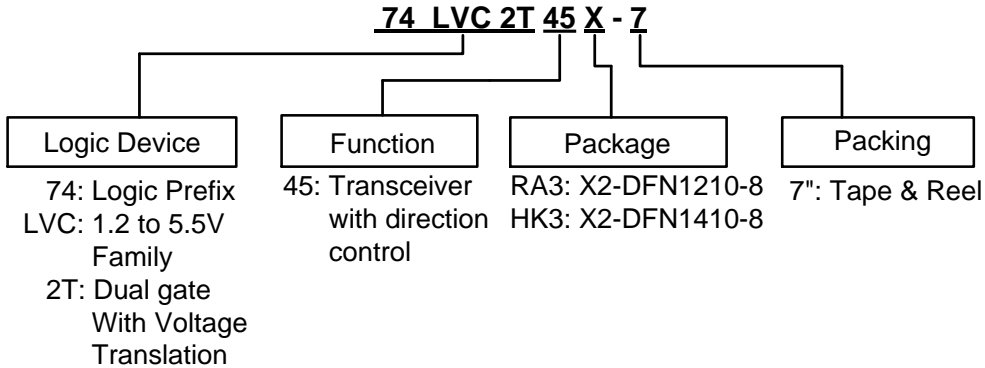 74 LVC 2T 45 X - 7
Logic Device
74: Logic Prefix
LVC: 1.2 to 5.5V
Family
2T: Dual gate
With Voltage
Translation
Function
45: Transceiver
with direction
control
Package
RA3: X2-DFN1210-8
HK3: X2-DFN1410-8
Packing
7": Tape & Reel